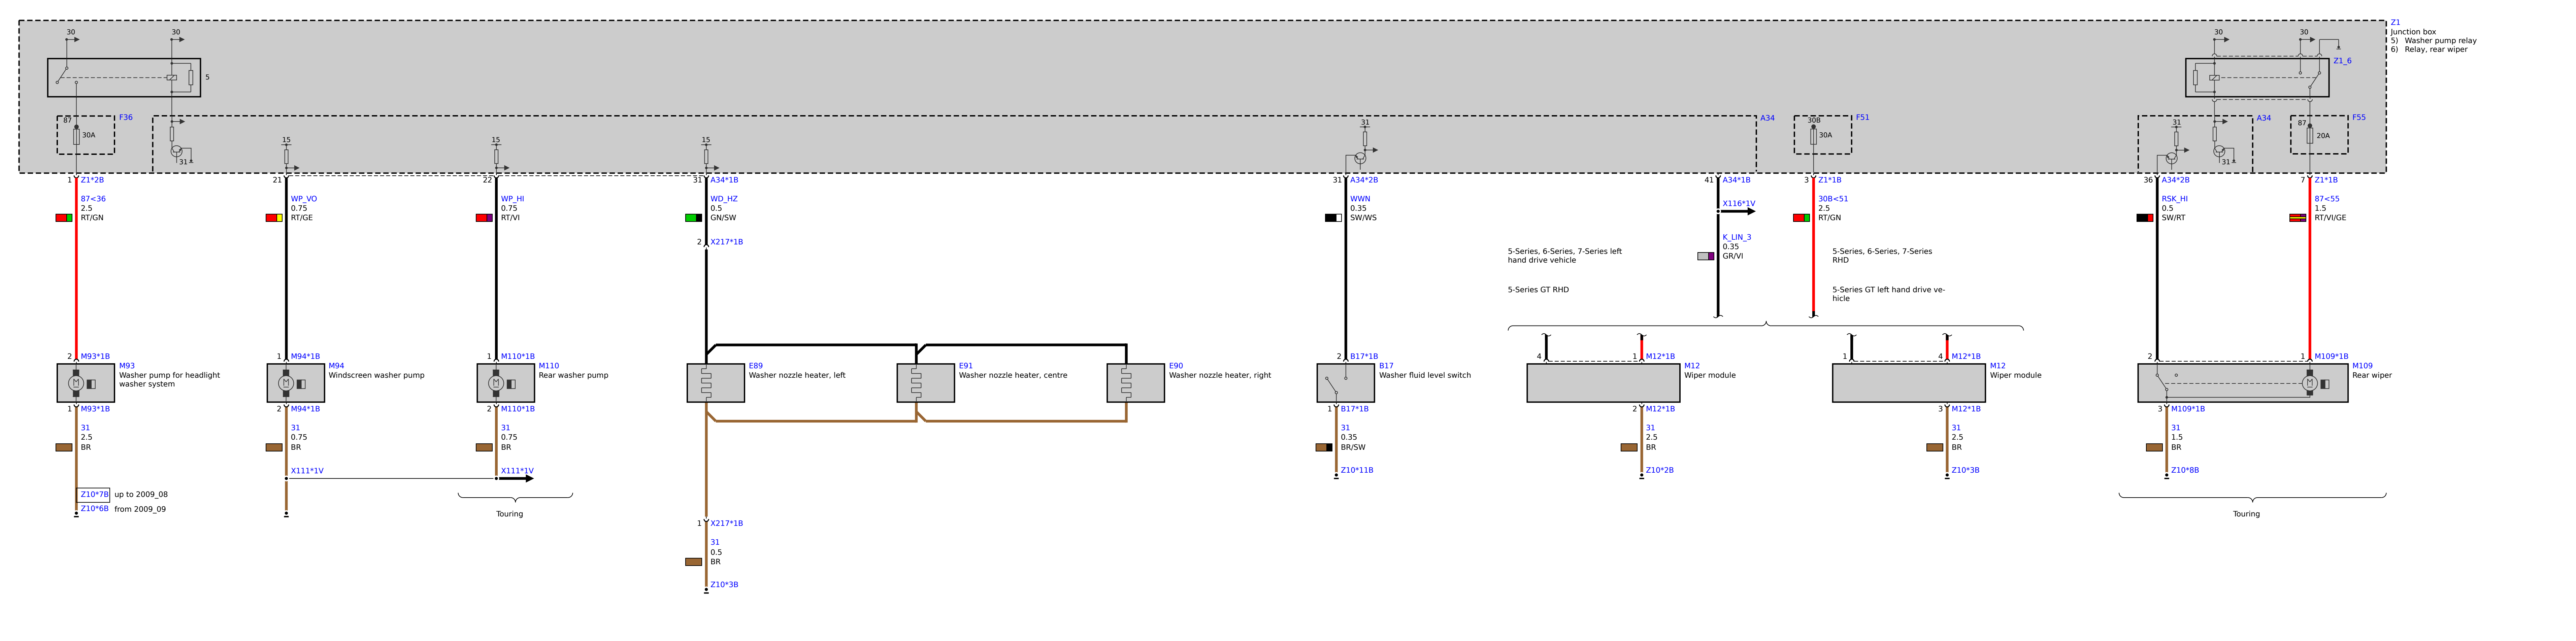 Z1
Junction box
5) Washer pump relay
6) Relay, rear wiper
30
30
30
30
5
Z1_6
87
30A
F36
31
15
15
15
31
A34
30B
30A
F51
31
31
A34
87
20A
F55
1 Z1*2B
21
22
31 A34*1B
31 A34*2B
41 A34*1B
3 Z1*1B
36 A34*2B
7 Z1*1B
87<36
2.5
RT/GN
WP_VO
0.75
RT/GE
WP_HI
0.75
RT/VI
WD_HZ
0.5
GN/SW
2 X217*1B
WWN
0.35
SW/WS
X116*1V
K_LIN_3
0.35
GR/VI
30B<51
2.5
RT/GN
RSK_HI
0.5
SW/RT
87<55
1.5
RT/VI/GE
5-Series, 6-Series, 7-Series left
hand drive vehicle
5-Series GT RHD
5-Series, 6-Series, 7-Series
RHD
5-Series GT left hand drive ve-
hicle
2 M93*1B
1 M94*1B
1 M110*1B
2 B17*1B
4
1 M12*1B
1
4 M12*1B
2
1 M109*1B
M93
Washer pump for headlight
washer system
M
M94
Windscreen washer pump
M
M110
Rear washer pump
M
E89
Washer nozzle heater, left
E91
Washer nozzle heater, centre
E90
Washer nozzle heater, right
B17
Washer fluid level switch
M12
Wiper module
M12
Wiper module
M
M109
Rear wiper
1 M93*1B
2 M94*1B
2 M110*1B
1 B17*1B
2 M12*1B
3 M12*1B
3 M109*1B
31
2.5
BR
31
0.75
BR
31
0.75
BR
31
0.35
BR/SW
31
2.5
BR
31
2.5
BR
31
1.5
BR
X111*1V
X111*1V
Z10*11B
Z10*2B
Z10*3B
Z10*8B
Z10*7B up to 2009_08
Z10*6B from 2009_09
Touring
Touring
1 X217*1B
31
0.5
BR
Z10*3B